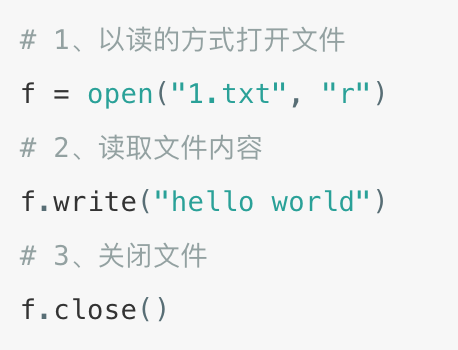 # 1、以读的方式打开文件
f = open("1.txt", "r")
# 2、读取文件内容
f.write("hello world")
# 3、关闭文件
f.close()